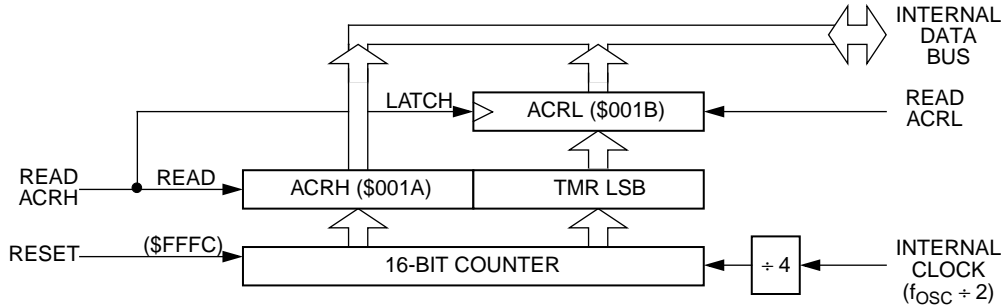 INTERNAL
DATA
BUS
LATCH
ACRL ($001B)
READ
ACRL
READ
ACRH
READ
ACRH ($001A)
TMR LSB
RESET
($FFFC)
16-BIT COUNTER
÷ 4
INTERNAL
CLOCK
(fOSC ÷ 2)